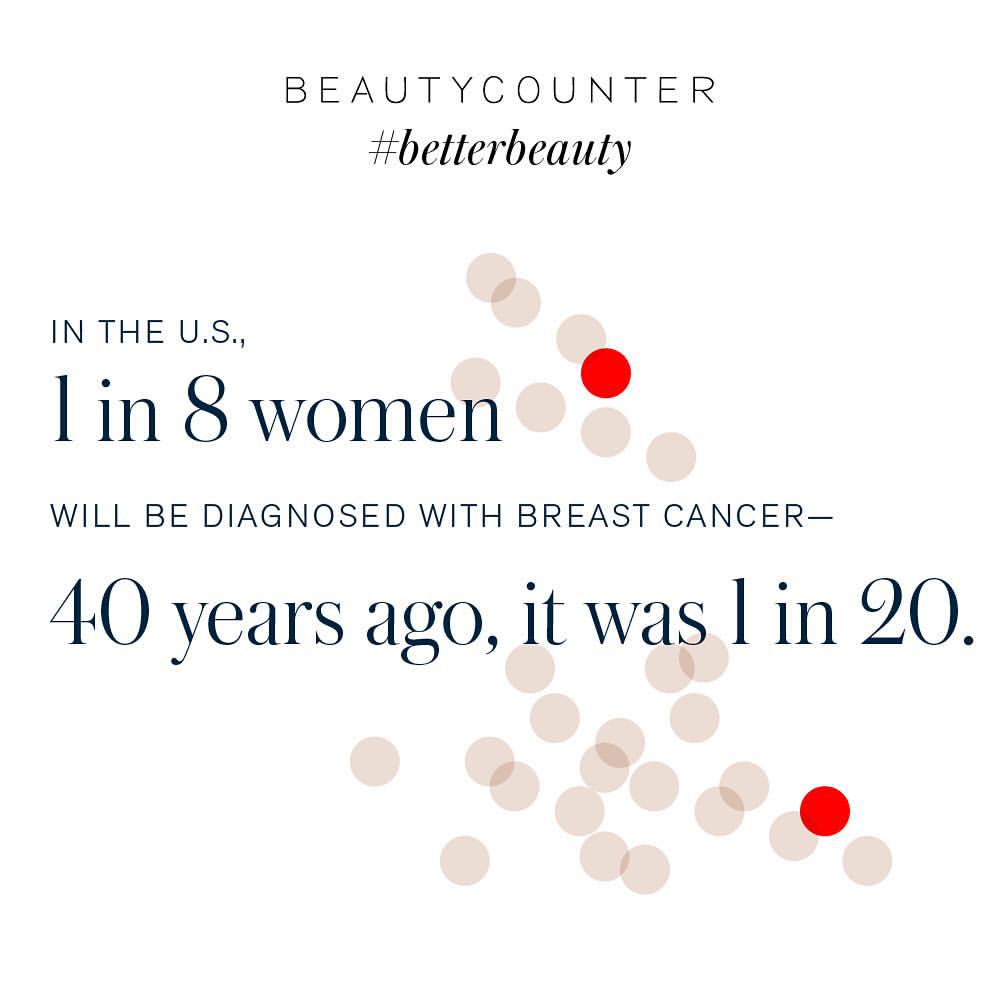 BEAUTYCOUNTER
#betterbeauty
IN THE U.S.,
1 in 8 women
WILL BE DIAGNOSED WITH BREAST CANCER—
40 years ago, it was 1 in 20.